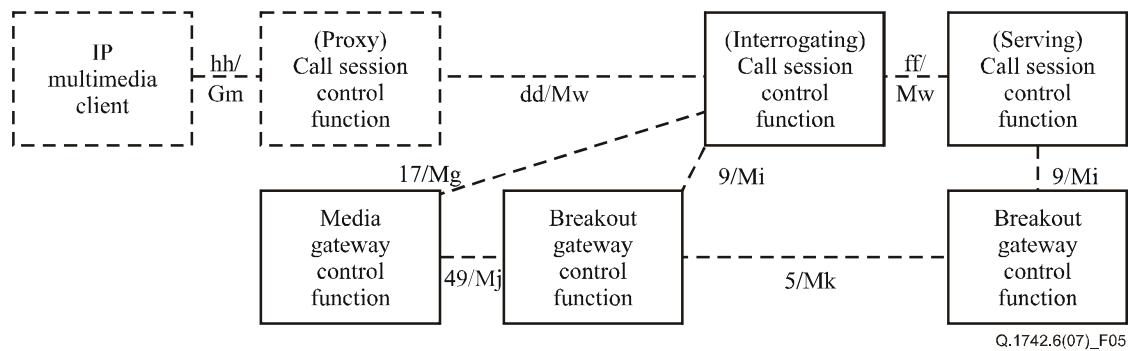 IP
multimedia
client
hh/
Gm
(Proxy)
Call session
control
function
dd/Mw
(Interrogating)
Call session
control
function
ff/
Mw
(Serving)
Call session
control
function
17/Mg
9/Mi
9/Mi
Media
gateway
control
function
49/Mj
Breakout
gateway
control
function
5/Mk
Breakout
gateway
control
function
Q.1742.6(07)_F05